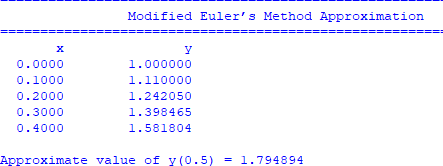 Modified Euler's Method Approximation
x y
0.0000 1.000000
0.1000 1.110000
0.2000 1.242050
0.3000 1.398465
0.4000 1.581804
Approximate value of y(0.5) = 1.794894